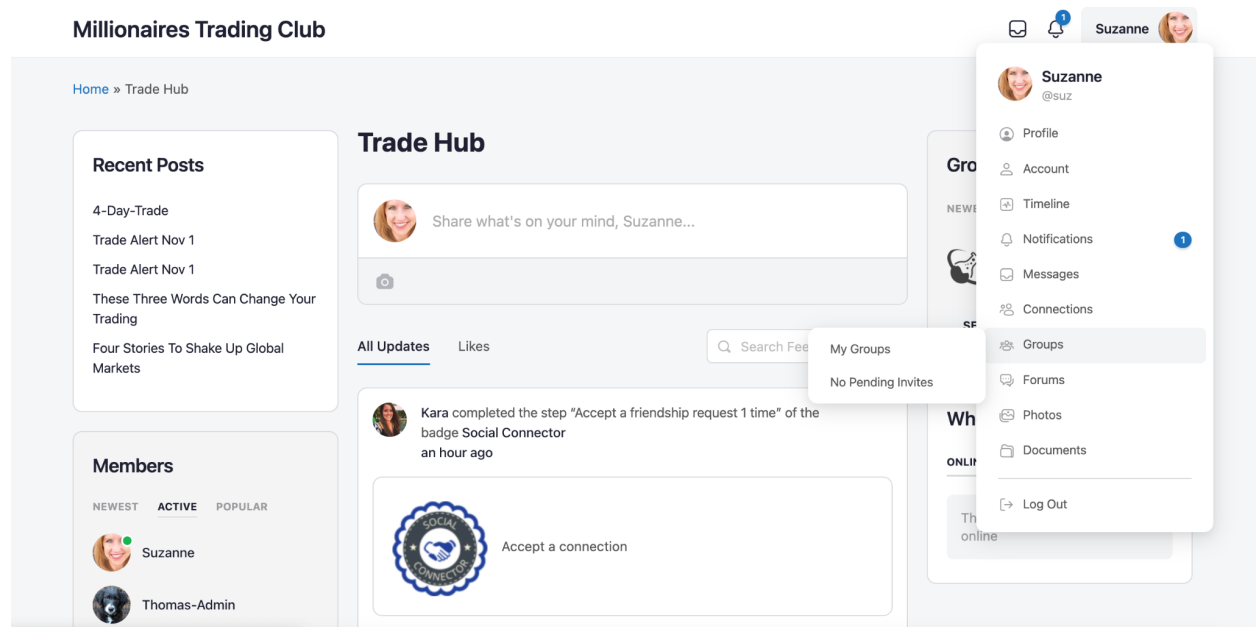 Millionaires Trading Club
1
Suzanne
Home » Trade Hub
Recent Posts
4-Day-Trade
Trade Alert Nov 1
Trade Alert Nov 1
These Three Words Can Change Your
Trading
Four Stories To Shake Up Global
Markets
Members
NEWEST ACTIVE POPULAR
Suzanne
Thomas-Admin
Trade Hub
Share what's on your mind, Suzanne...
All Updates Likes
Search Fee
Kara completed the step “Accept a friendship request 1 time” of the
badge Social Connector
an hour ago
SOCIAL
CONNECTOR
Accept a connection
My Groups
No Pending Invites
Gro
NEWE
SE
Wh
ONLIN
Th
online
Suzanne
@suz
Profile
Account
Timeline
Notifications 1
Messages
Connections
Groups
Forums
Photos
Documents
Log Out